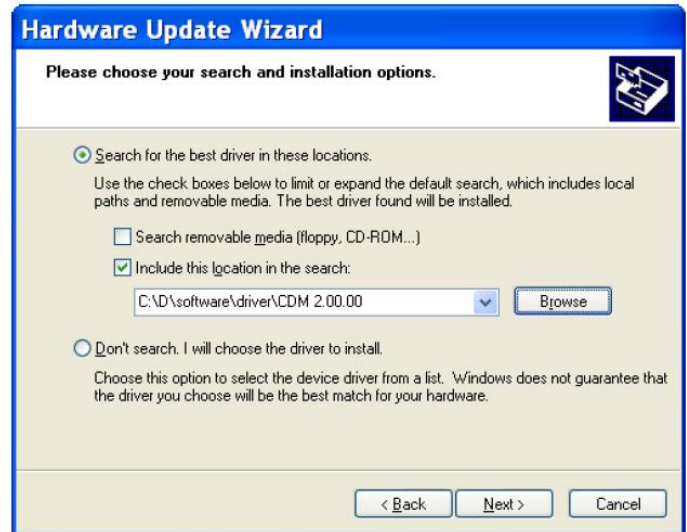 Hardware Update Wizard
Please choose your search and installation options.
Search for the best driver in these locations.
Use the check boxes below to limit or expand the default search, which includes local
paths and removable media. The best driver found will be installed.
Search removable media (floppy, CD-ROM...)
Include this location in the search:
C:\D\software\driver\CDM 2.00.00
Browse
Don't search. I will choose the driver to install.
Choose this option to select the device driver from a list. Windows does not guarantee that
the driver you choose will be the best match for your hardware.
< Back
Next >
Cancel